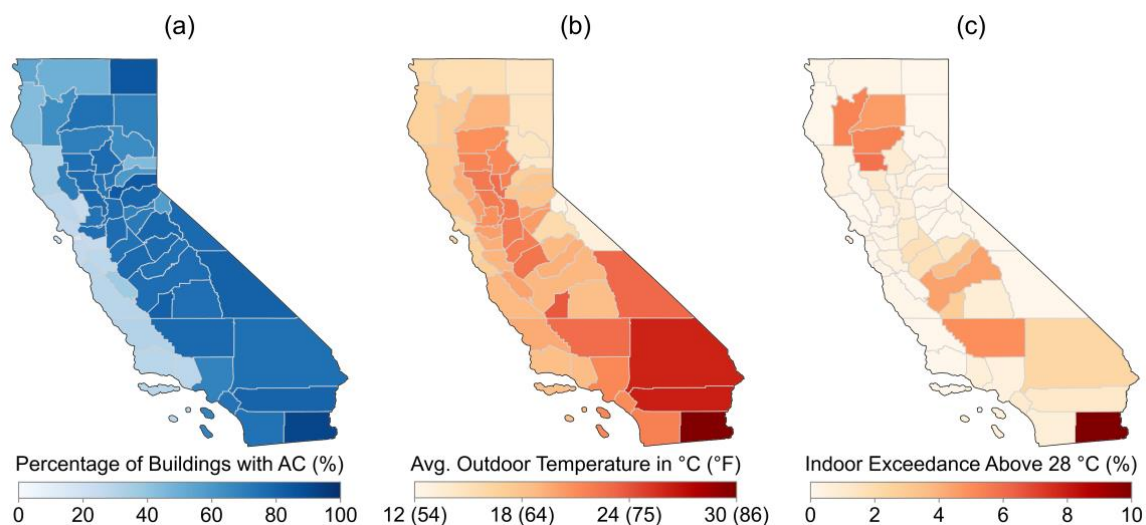 (a)
(b)
(c)
Percentage of Buildings with AC (%)
0 20 40 60 80 100
Avg. Outdoor Temperature in °C (°F)
12 (54) 18 (64) 24 (75) 30 (86)
Indoor Exceedance Above 28 °C (%)
0 2 4 6 8 10